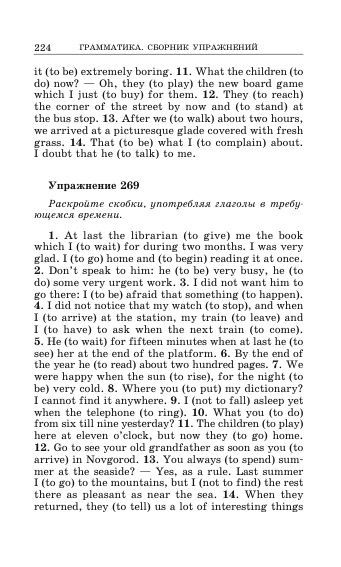 224 ГРАММАТИКА. СБОРНИК УПРАЖНЕНИЙ
it (to be) extremely boring. 11. What the children (to
do) now? — Oh, they (to play) the new board game
which I just (to buy) for them. 12. They (to reach)
the corner of the street by now and (to stand) at
the bus stop. 13. After we (to walk) about two hours,
we arrived at a picturesque glade covered with fresh
grass. 14. That (to be) what I (to complain) about.
I doubt that he (to talk) to me.
Упражнение 269
Раскройте скобки, употребляя глаголы в требу-
ющемся времени.
1. At last the librarian (to give) me the book
which I (to wait) for during two months. I was very
glad. I (to go) home and (to begin) reading it at once.
2. Don't speak to him: he (to be) very busy, he (to
do) some very urgent work. 3. I did not want him to
go there: I (to be) afraid that something (to happen).
4. I did not notice that my watch (to stop), and when
I (to arrive) at the station, my train (to leave) and
I (to have) to ask when the next train (to come).
5. He (to wait) for fifteen minutes when at last he (to
see) her at the end of the platform. 6. By the end of
the year he (to read) about two hundred pages. 7. We
were happy when the sun (to rise), for the night (to
be) very cold. 8. Where you (to put) my dictionary?
I cannot find it anywhere. 9. I (not to fall) asleep yet
when the telephone (to ring). 10. What you (to do)
from six till nine yesterday? 11. The children (to play)
here at eleven o'clock, but now they (to go) home.
12. Go to see your old grandfather as soon as you (to
arrive) in Novgorod. 13. You always (to spend) sum-
mer at the seaside? — Yes, as a rule. Last summer
I (to go) to the mountains, but I (not to find) the rest
there as pleasant as near the sea. 14. When they
returned, they (to tell) us a lot of interesting things